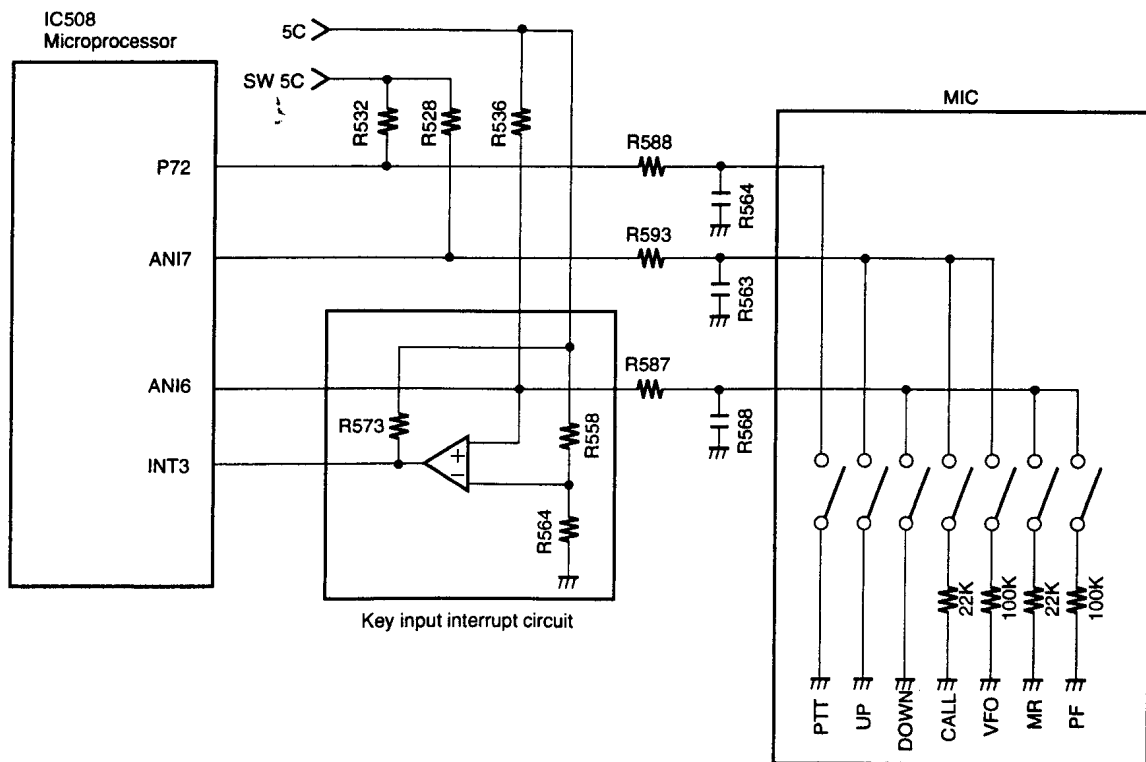 IC508
Microprocessor
5C
SW 5C
MIC
R532
R528
R536
P72
R588
R564
ANI7
R593
R563
ANI6
R587
R568
R573
R558
INT3
+
−
R564
Key input interrupt circuit
22K
100K
22K
100K
PTT
UP
DOWN
CALL
VFO
MR
PF